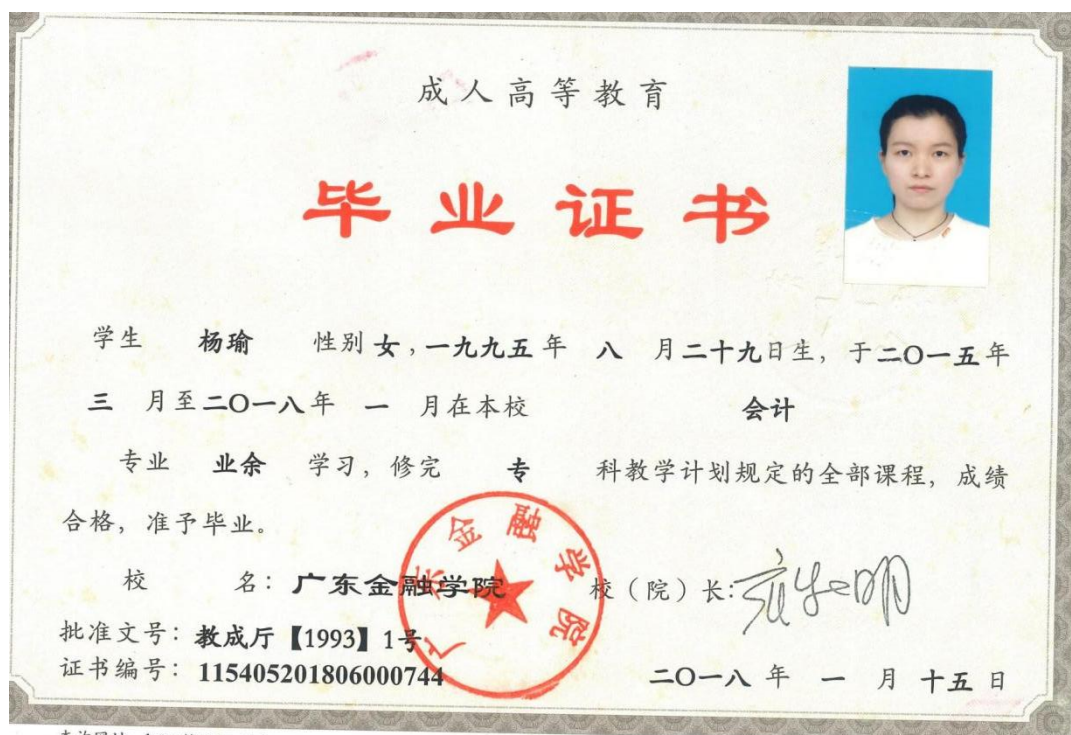 成人高等教育
毕业证书
学生 杨瑜 性别 女,一九九五 年 八 月 二十九日生, 于二〇一五年
三 月至二〇一八年 一 月在本校 会计
专业 业余 学习, 修完 专 科教学计划规定的全部课程, 成绩
合格, 准予毕业。
校 名: 广东金融学院 校(院)长:
广东金融学院
批准文号: 教成厅【1993】1号
证书编号: 115405201806000744
二〇一八 年 一 月 十五 日